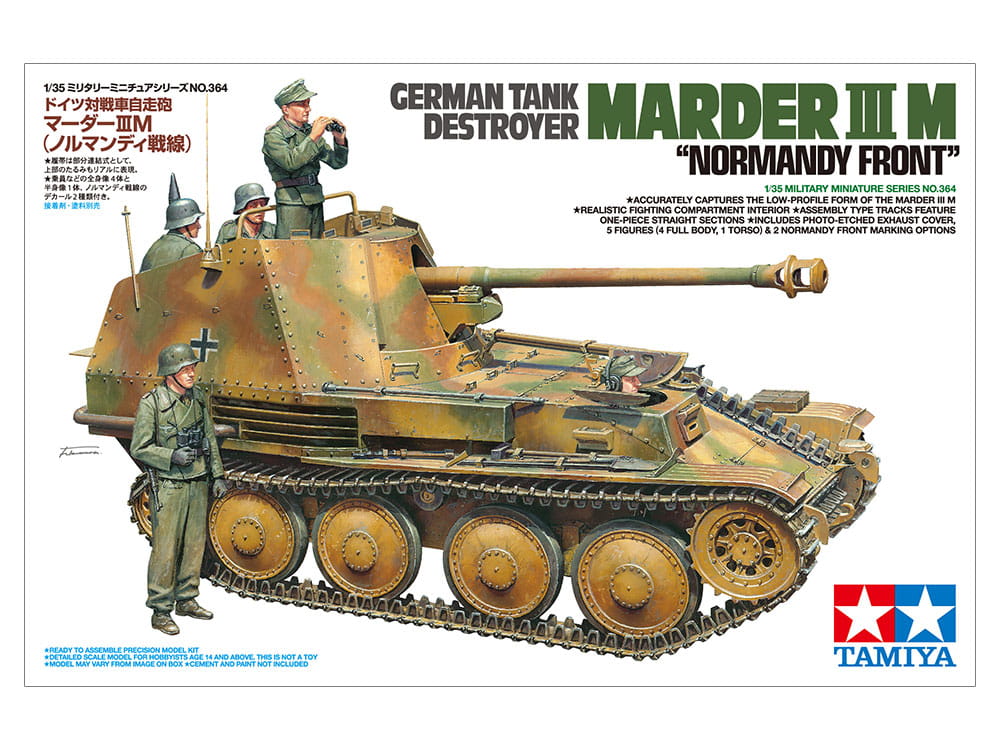 1/35 ミリタリーミニチュアシリーズNO.364
ドイツ対戦車自走砲
マーダーⅢM
(ノルマンディ戦線)
★履帯は部分連結式として、
上部のたるみもリアルに表現。
★乗員などの全身像4体と
半身像1体、ノルマンディ戦線の
デカール2種類付き。
接着剤・塗料別売
GERMAN TANK
DESTROYER
MARDER III M
“NORMANDY FRONT”
1/35 MILITARY MINIATURE SERIES NO.364
★ACCURATELY CAPTURES THE LOW-PROFILE FORM OF THE MARDER III M
★REALISTIC FIGHTING COMPARTMENT INTERIOR ★ASSEMBLY TYPE TRACKS FEATURE
ONE-PIECE STRAIGHT SECTIONS ★INCLUDES PHOTO-ETCHED EXHAUST COVER,
5 FIGURES (4 FULL BODY, 1 TORSO) & 2 NORMANDY FRONT MARKING OPTIONS
★READY TO ASSEMBLE PRECISION MODEL KIT
★DETAILED SCALE MODEL FOR HOBBYISTS AGE 14 AND ABOVE, THIS IS NOT A TOY
★MODEL MAY VARY FROM IMAGE ON BOX ★CEMENT AND PAINT NOT INCLUDED
TAMIYA